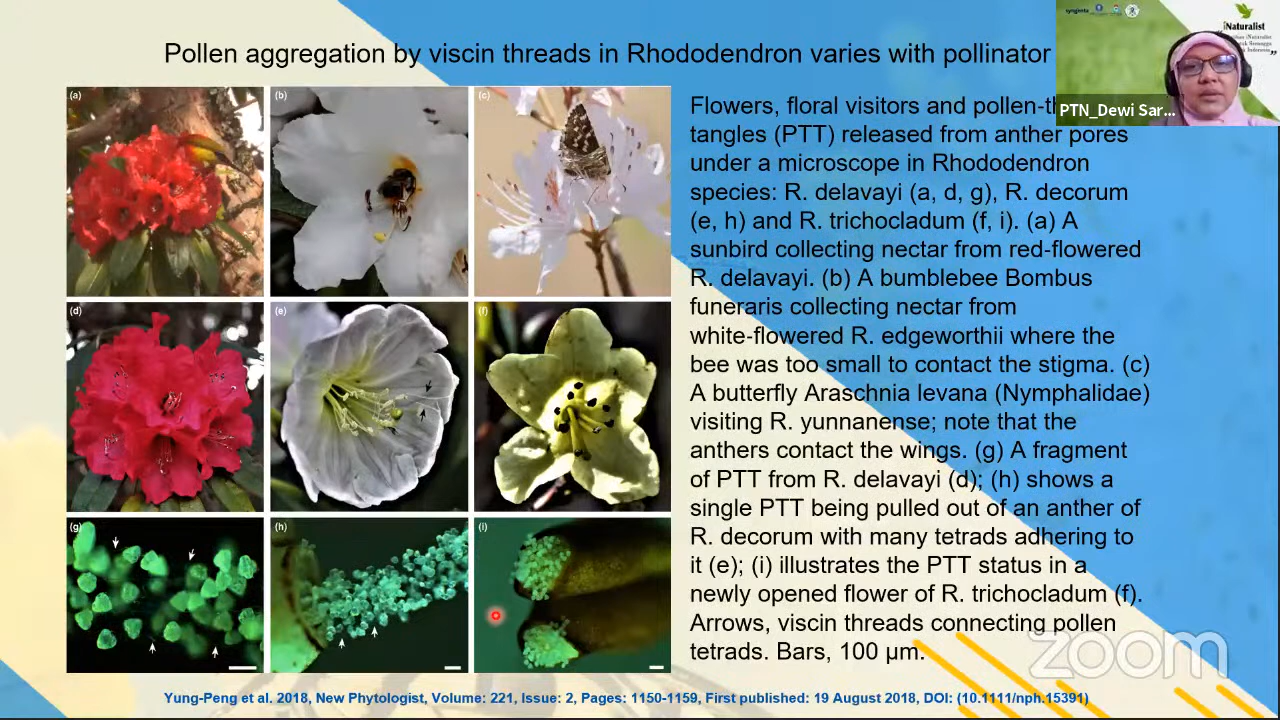 Pollen aggregation by viscin threads in Rhododendron varies with pollinator
syngenta
iNaturalist
PTN_Dewi Sar...
(a)
(b)
(c)
(d)
(e)
(f)
(g)
(h)
(i)
Flowers, floral visitors and pollen-th
tangles (PTT) released from anther pores
under a microscope in Rhododendron
species: R. delavayi (a, d, g), R. decorum
(e, h) and R. trichocladum (f, i). (a) A
sunbird collecting nectar from red-flowered
R. delavayi. (b) A bumblebee Bombus
funeraris collecting nectar from
white-flowered R. edgeworthii where the
bee was too small to contact the stigma. (c)
A butterfly Araschnia levana (Nymphalidae)
visiting R. yunnanense; note that the
anthers contact the wings. (g) A fragment
of PTT from R. delavayi (d); (h) shows a
single PTT being pulled out of an anther of
R. decorum with many tetrads adhering to
it (e); (i) illustrates the PTT status in a
newly opened flower of R. trichocladum (f).
Arrows, viscin threads connecting pollen
tetrads. Bars, 100 μm.
zoom
Yung-Peng et al. 2018, New Phytologist, Volume: 221, Issue: 2, Pages: 1150-1159, First published: 19 August 2018, DOI: (10.1111/nph.15391)